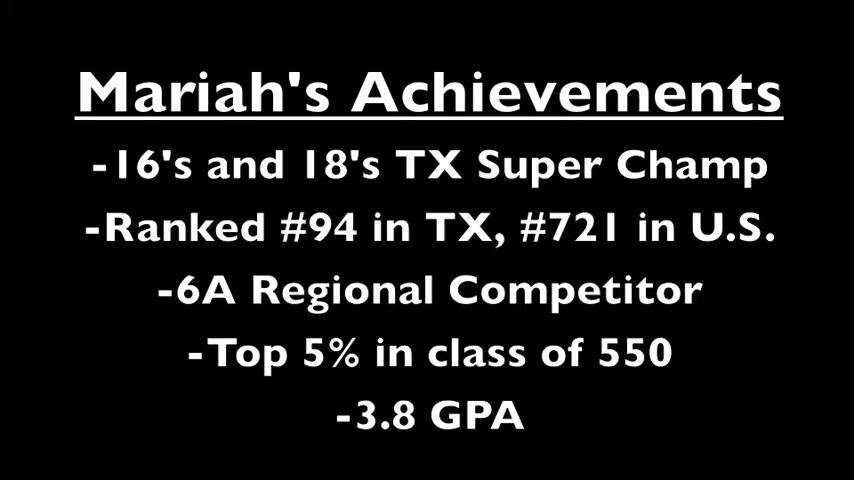 Mariah's Achievements
-16's and 18's TX Super Champ
-Ranked #94 in TX, #721 in U.S.
-6A Regional Competitor
-Top 5% in class of 550
-3.8 GPA